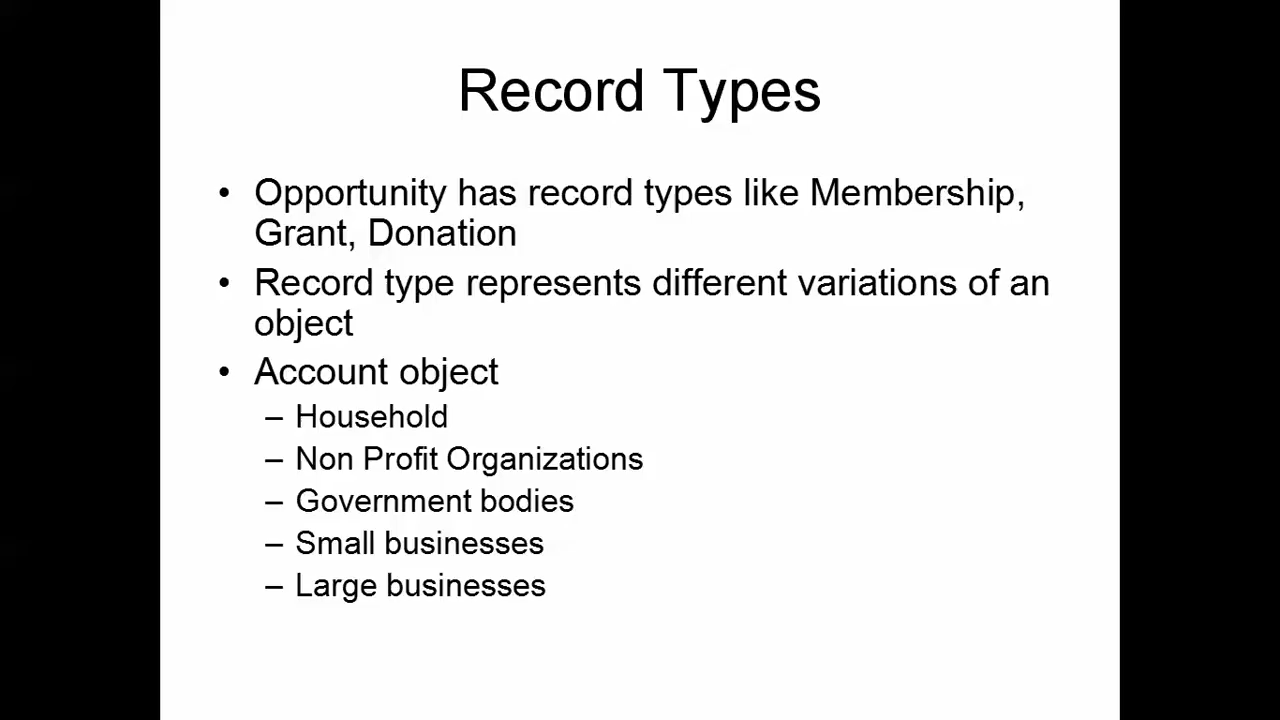 Record Types
• Opportunity has record types like Membership,
Grant, Donation
• Record type represents different variations of an
object
• Account object
– Household
– Non Profit Organizations
– Government bodies
– Small businesses
– Large businesses